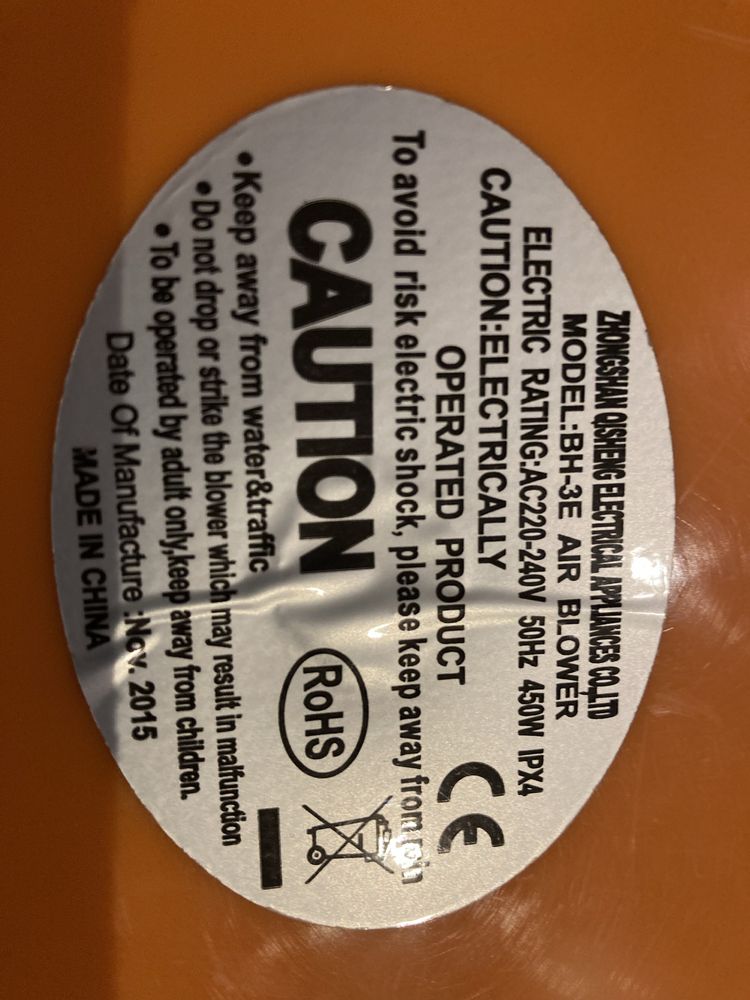 ZHONGSHAN QISHENG ELECTRICAL APPLIANCES CO.,LTD
MODEL:BH-3E AIR BLOWER
ELECTRIC RATING:AC220-240V 50Hz 450W IPX4
CAUTION:ELECTRICALLY
OPERATED PRODUCT
CE
To avoid risk electric shock, please keep away from rain
CAUTION
RoHS
•Keep away from water&traffic
•Do not drop or strike the blower which may result in malfunction
•To be operated by adult only,keep away from children.
Date Of Manufacture :Nov. 2015
MADE IN CHINA